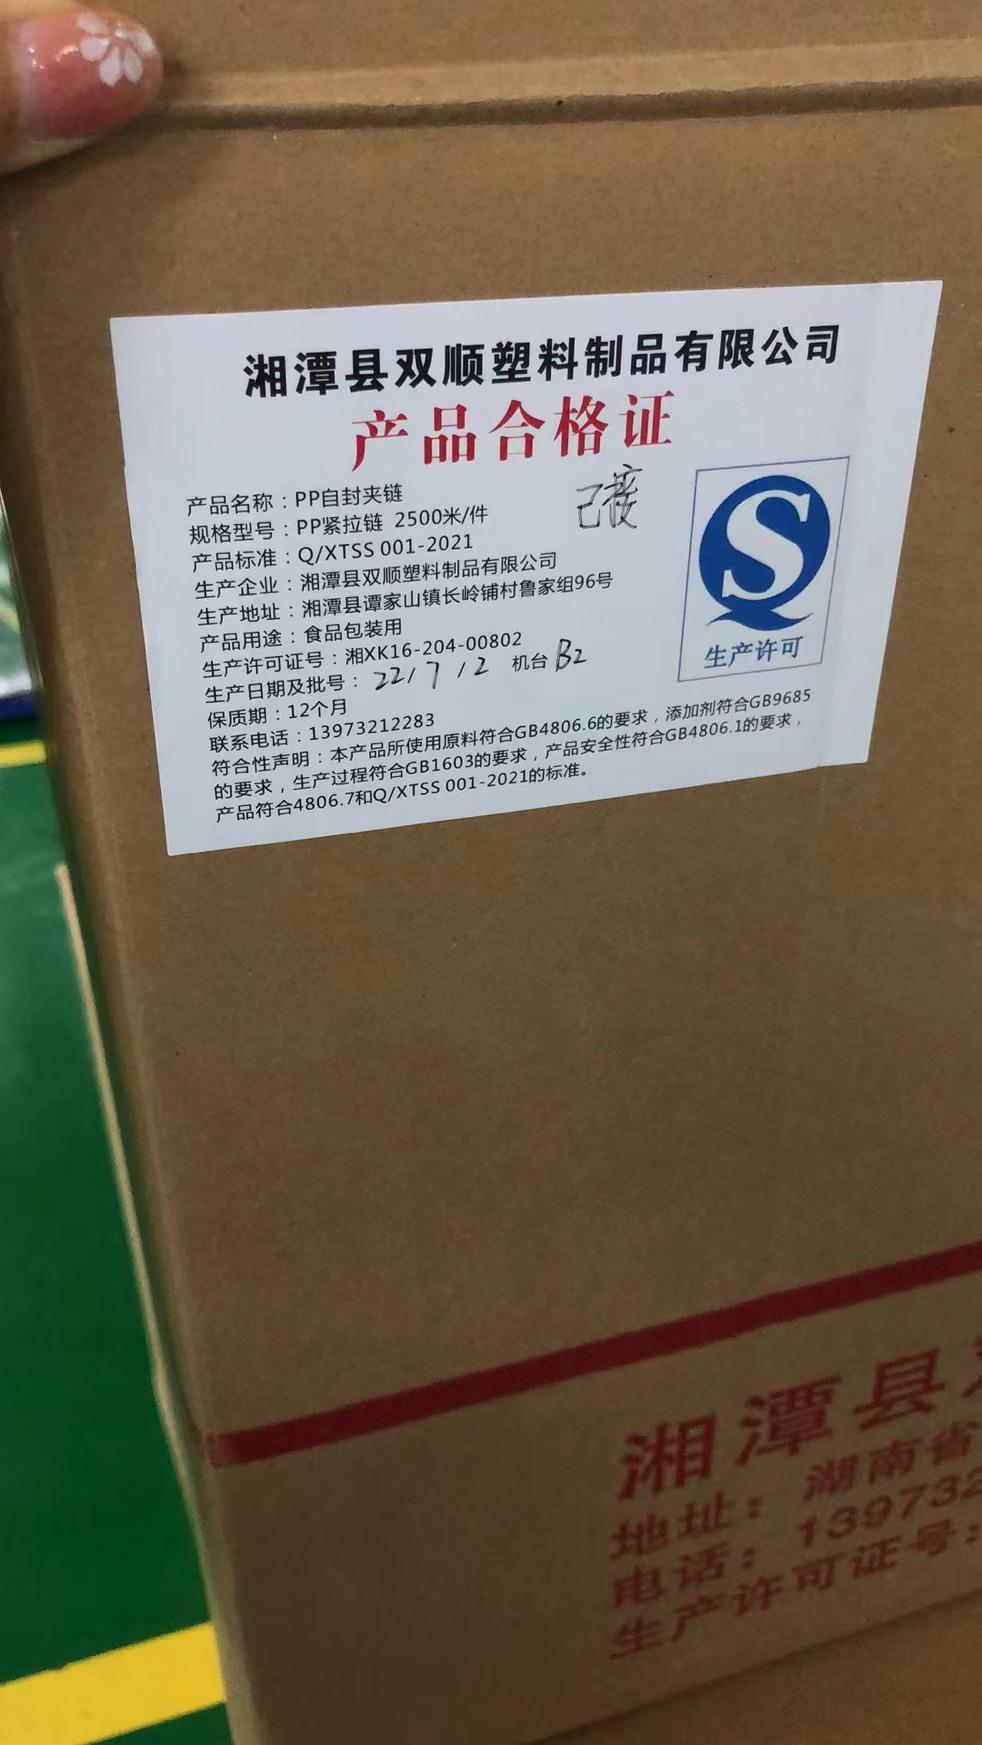 湘潭县双顺塑料制品有限公司
产品合格证
产品名称：PP自封夹链
已接
规格型号：PP紧拉链 2500米/件
产品标准：Q/XTSS 001-2021
生产企业：湘潭县双顺塑料制品有限公司
生产地址：湘潭县谭家山镇长岭铺村鲁家组96号
产品用途：食品包装用
生产许可证号：湘XK16-204-00802
生产日期及批号：22/7/2 机台B2
保质期：12个月
联系电话：13973212283
符合性声明：本产品所使用原料符合GB4806.6的要求，添加剂符合GB9685
的要求，生产过程符合GB1603的要求，产品安全性符合GB4806.1的要求，
产品符合4806.7和Q/XTSS 001-2021的标准。
生产许可
湘潭县
地址：湖南省
电话：139732
生产许可证号：